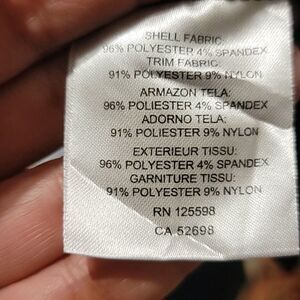 SHELL FABRIC:
96% POLYESTER 4% SPANDEX
TRIM FABRIC:
91% POLYESTER 9% NYLON
ARMAZON TELA:
96% POLIESTER 4% SPANDEX
ADORNO TELA:
91% POLIESTER 9% NYLON
EXTERIEUR TISSU:
96% POLYESTER 4% SPANDEX
GARNITURE TISSU:
91% POLYESTER 9% NYLON
RN 125598
CA 52698